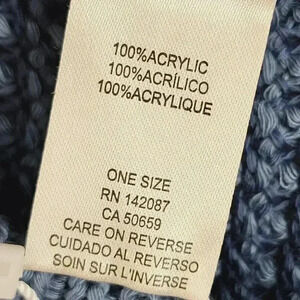 100%ACRYLIC
100%ACRÍLICO
100%ACRYLIQUE
ONE SIZE
RN 142087
CA 50659
CARE ON REVERSE
CUIDADO AL REVERSO
SOIN SUR L'INVERSE